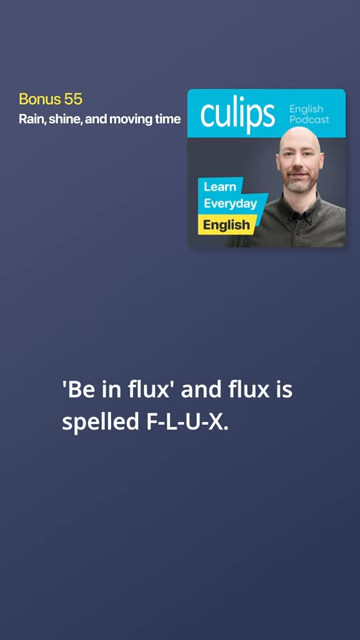 Bonus 55
Rain, shine, and moving time
culips English Podcast
Learn
Everyday
English
'Be in flux' and flux is
spelled F-L-U-X.